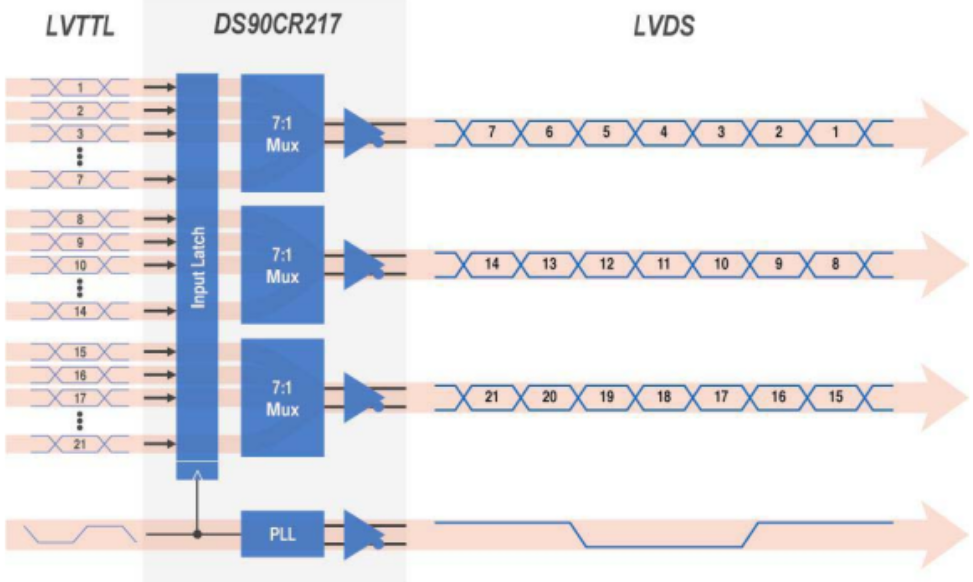 LVTTL
DS90CR217
LVDS
1
2
3
7
7:1
Mux
7 6 5 4 3 2 1
8
9
10
14
Input Latch
7:1
Mux
14 13 12 11 10 9 8
15
16
17
21
7:1
Mux
21 20 19 18 17 16 15
PLL